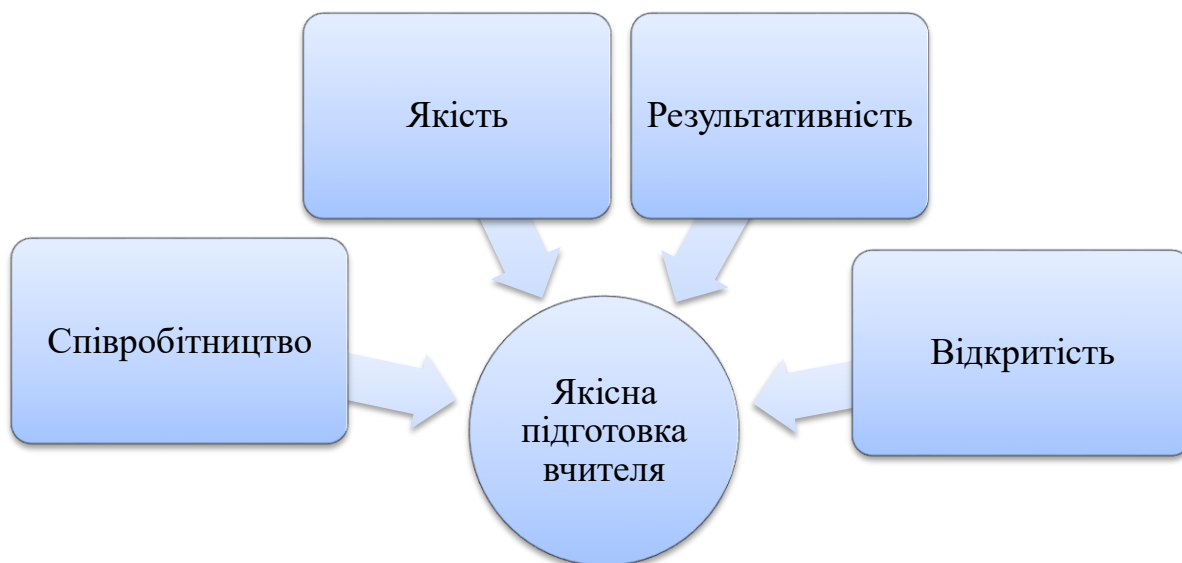 Якість
Результативність
Співробітництво
Відкритість
Якісна
підготовка
вчителя